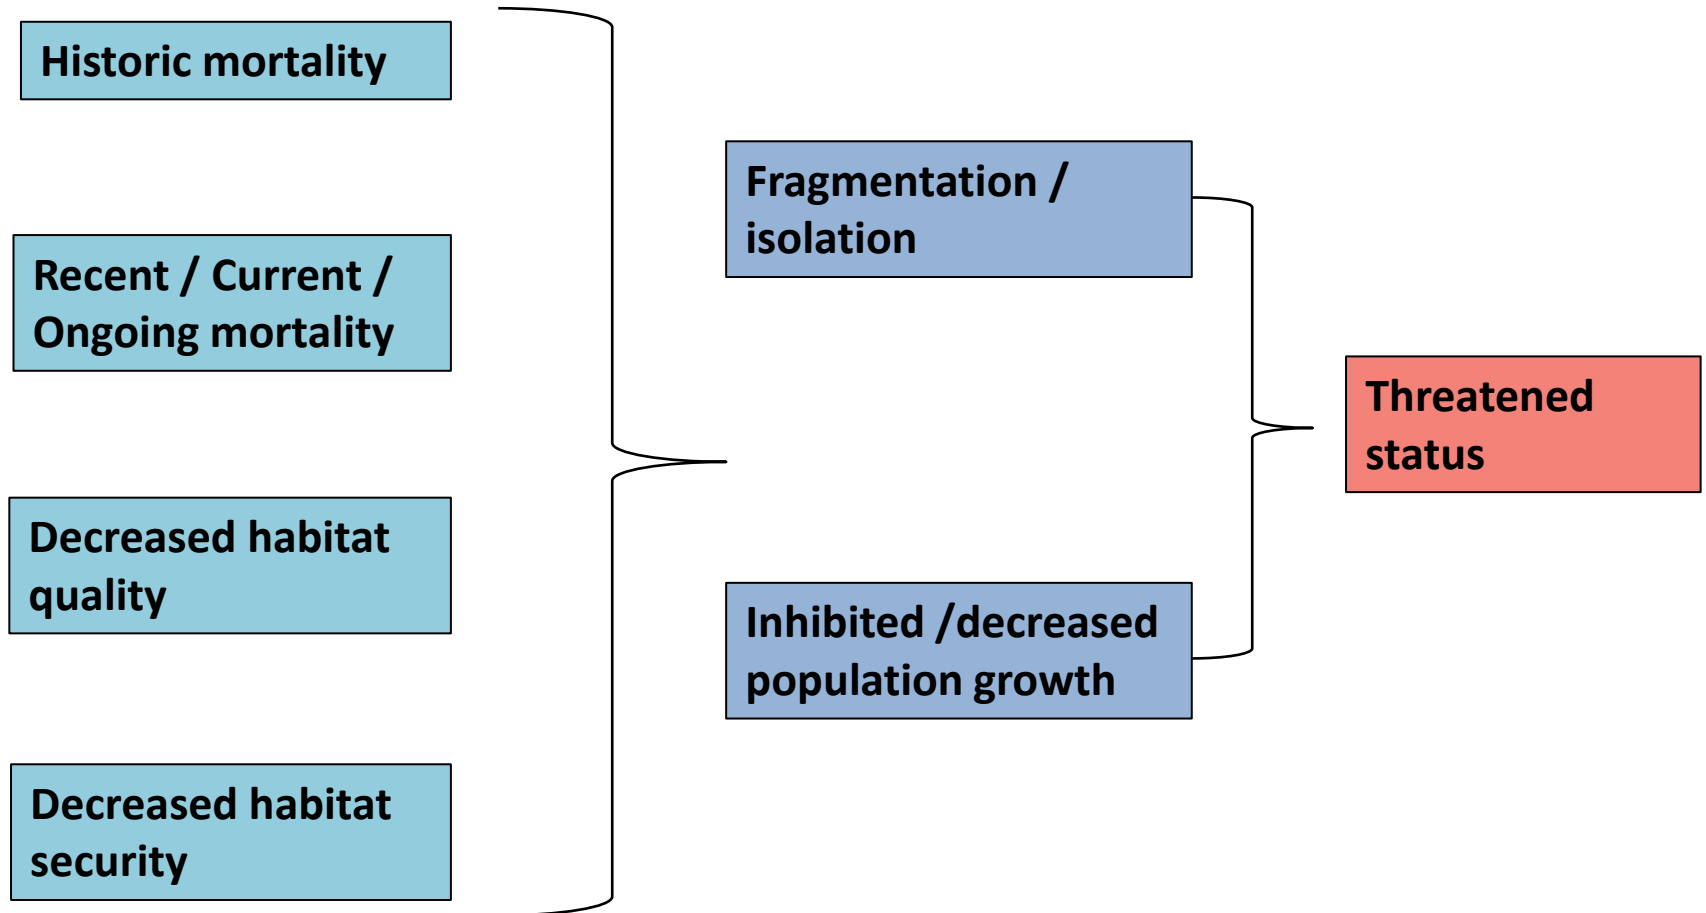 Historic mortality
Recent / Current /
Ongoing mortality
Decreased habitat
quality
Decreased habitat
security
Fragmentation /
isolation
Inhibited /decreased
population growth
Threatened
status